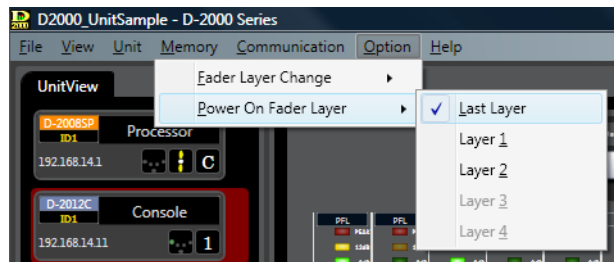 D2000_UnitSample - D-2000 Series
File View Unit Memory Communication Option Help
UnitView
Fader Layer Change
Power On Fader Layer
Last Layer
Layer 1
Layer 2
Layer 3
Layer 4
D-2008SP
ID1
Processor
192.168.14.1
C
D-2012C
ID1
Console
192.168.14.11
1
PFL PFL
PEAK
12dB